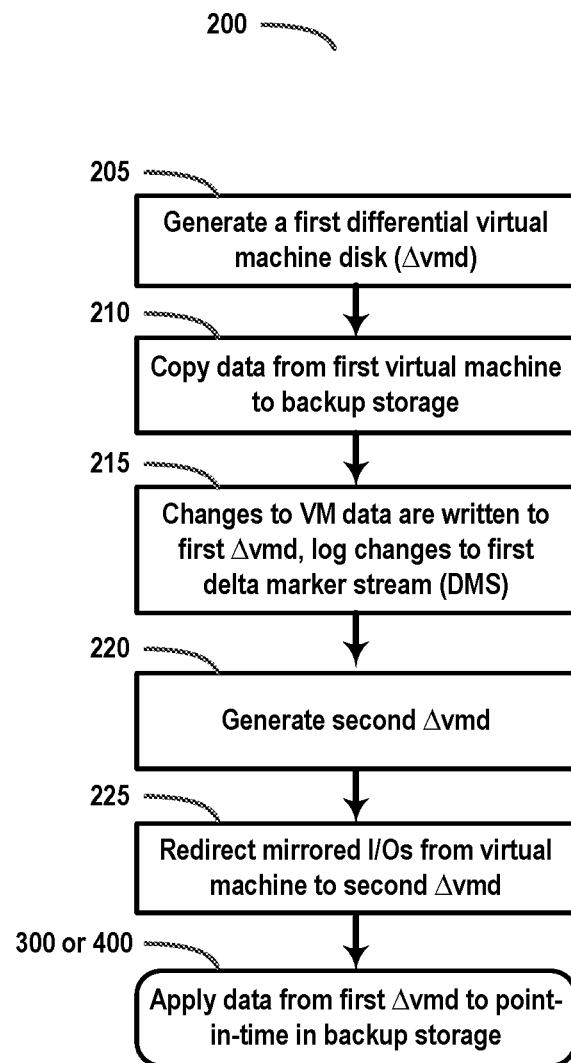 200
205
Generate a first differential virtual
machine disk (Δvmd)
210
Copy data from first virtual machine
to backup storage
215
Changes to VM data are written to
first Δvmd, log changes to first
delta marker stream (DMS)
220
Generate second Δvmd
225
Redirect mirrored I/Os from virtual
machine to second Δvmd
300 or 400
Apply data from first Δvmd to point-
in-time in backup storage